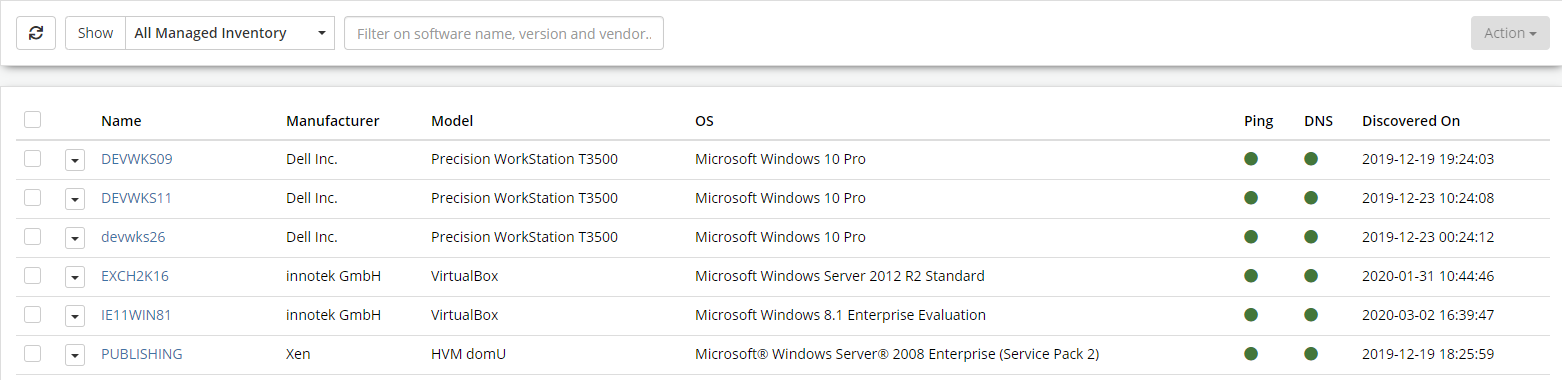 Show All Managed Inventory Filter on software name, version and vendor.. Action
Name Manufacturer Model OS Ping DNS Discovered On
DEVWKS09 Dell Inc. Precision WorkStation T3500 Microsoft Windows 10 Pro 2019-12-19 19:24:03
DEVWKS11 Dell Inc. Precision WorkStation T3500 Microsoft Windows 10 Pro 2019-12-23 10:24:08
devwks26 Dell Inc. Precision WorkStation T3500 Microsoft Windows 10 Pro 2019-12-23 00:24:12
EXCH2K16 innotek GmbH VirtualBox Microsoft Windows Server 2012 R2 Standard 2020-01-31 10:44:46
IE11WIN81 innotek GmbH VirtualBox Microsoft Windows 8.1 Enterprise Evaluation 2020-03-02 16:39:47
PUBLISHING Xen HVM domU Microsoft® Windows Server® 2008 Enterprise (Service Pack 2) 2019-12-19 18:25:59